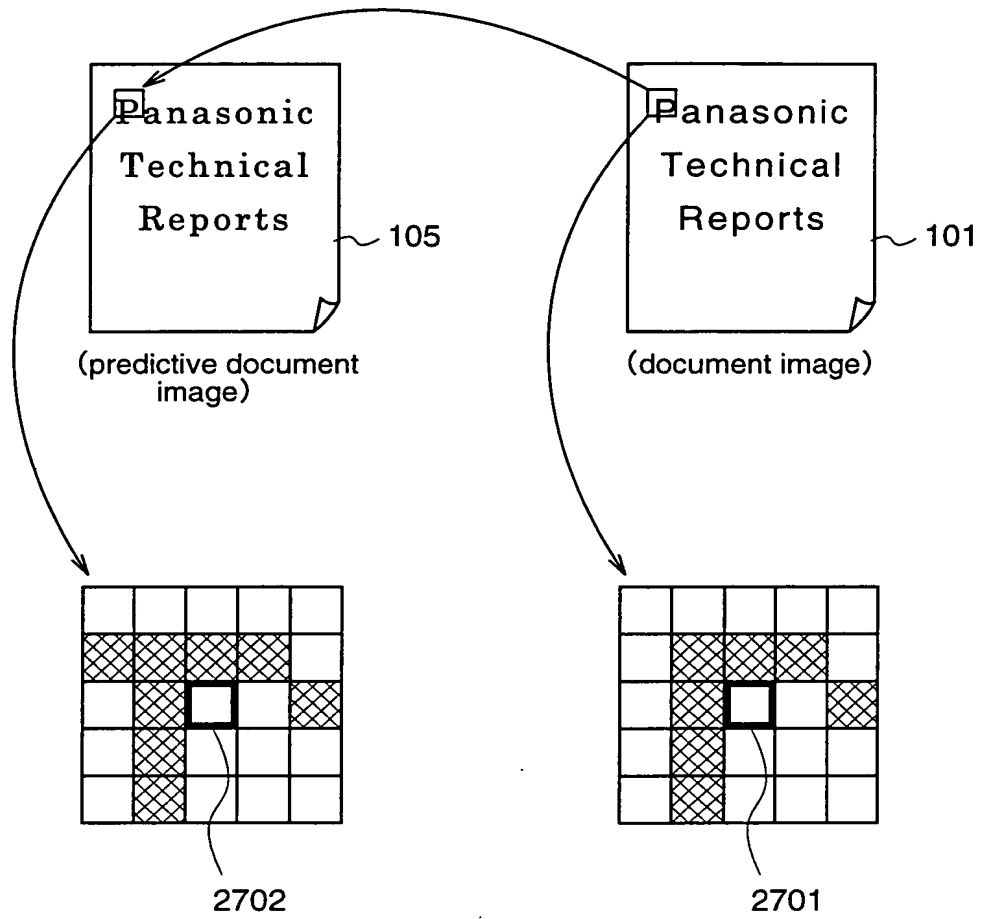 Panasonic
Technical
Reports
105
(predictive document
image)
Panasonic
Technical
Reports
101
(document image)
2702
2701